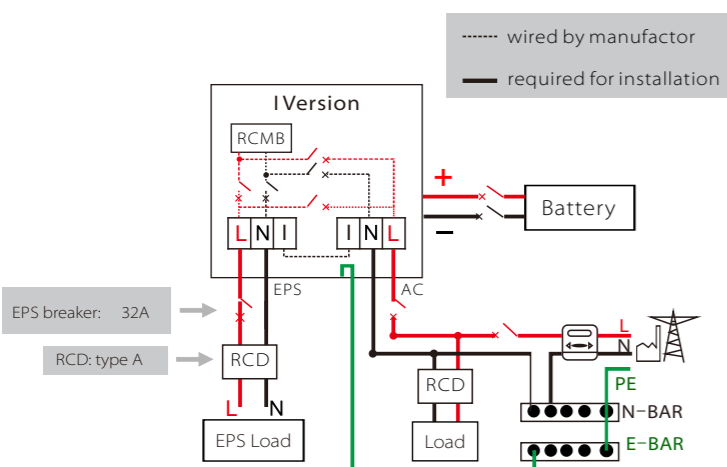 wired by manufactor
required for installation
I Version
RCMB
+
Battery
−
L N I
I N L
EPS
AC
EPS breaker: 32A
RCD: type A
RCD
L
N
PE
RCD
L N
N-BAR
EPS Load
Load
E-BAR